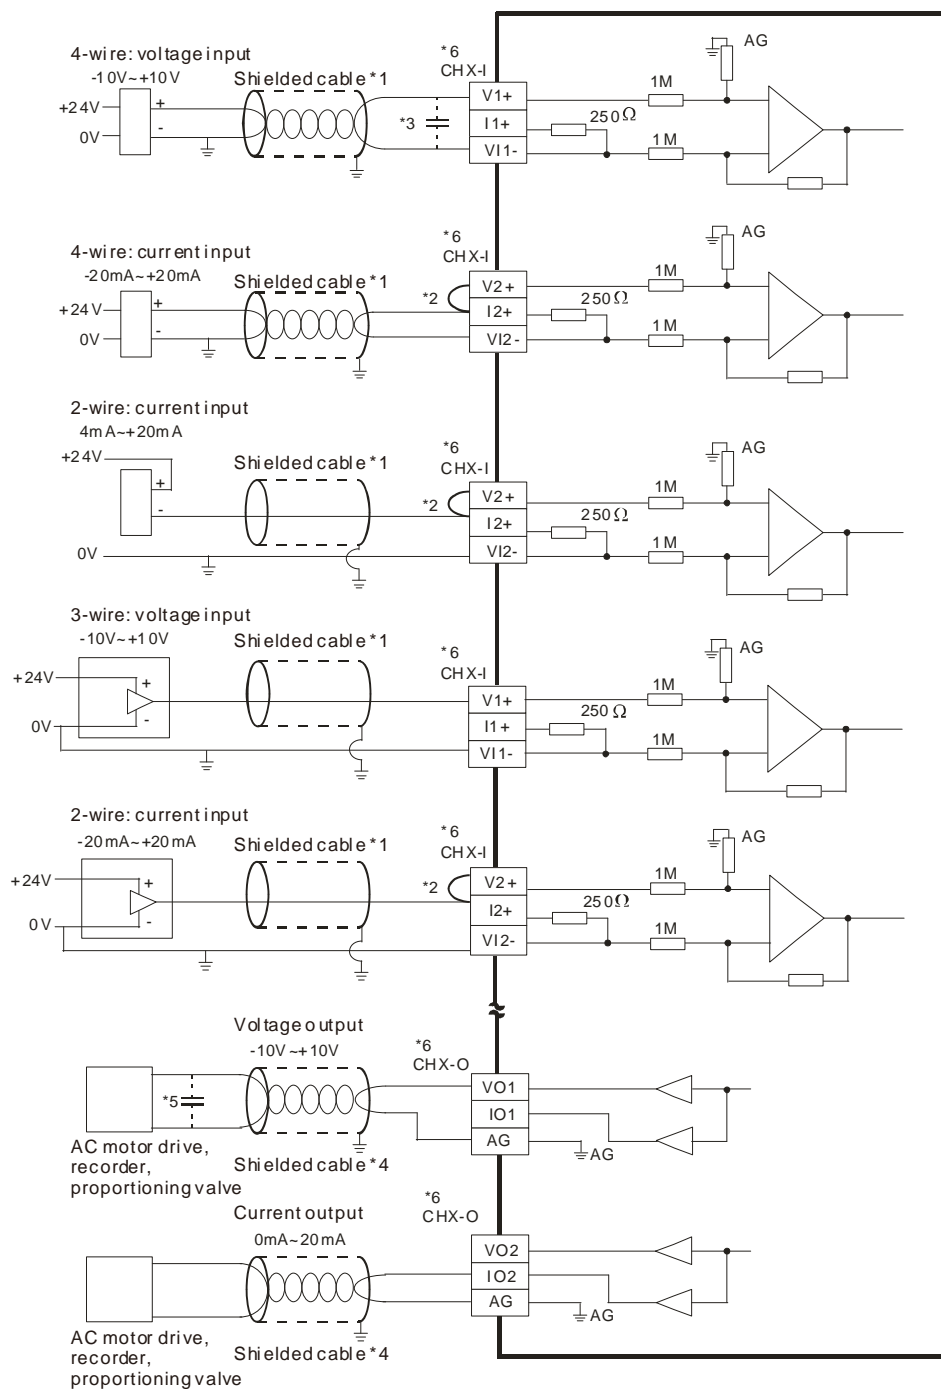 4-wire: voltage input
-10V~+10V
+24V
0V
+
-
Shielded cable *1
*3
*6
CHX-I
V1+
I1+
VI1-
250Ω
1M
1M
AG
4-wire: current input
-20mA~+20mA
+24V
0V
+
-
Shielded cable *1
*2
*6
CHX-I
V2+
I2+
VI2-
250Ω
1M
1M
AG
2-wire: current input
4mA~+20mA
+24V
+
-
0V
Shielded cable *1
*2
*6
CHX-I
V2+
I2+
VI2-
250Ω
1M
1M
AG
3-wire: voltage input
-10V~+10V
+24V
0V
+
-
Shielded cable *1
*6
CHX-I
V1+
I1+
VI1-
250Ω
1M
1M
AG
2-wire: current input
-20mA~+20mA
+24V
0V
+
-
Shielded cable *1
*2
*6
CHX-I
V2+
I2+
VI2-
250Ω
1M
1M
AG
Voltage output
-10V~+10V
*5
AC motor drive,
recorder,
proportioning valve
Shielded cable *4
*6
CHX-O
VO1
IO1
AG
AG
Current output
0mA~20mA
AC motor drive,
recorder,
proportioning valve
Shielded cable *4
*6
CHX-O
VO2
IO2
AG
AG